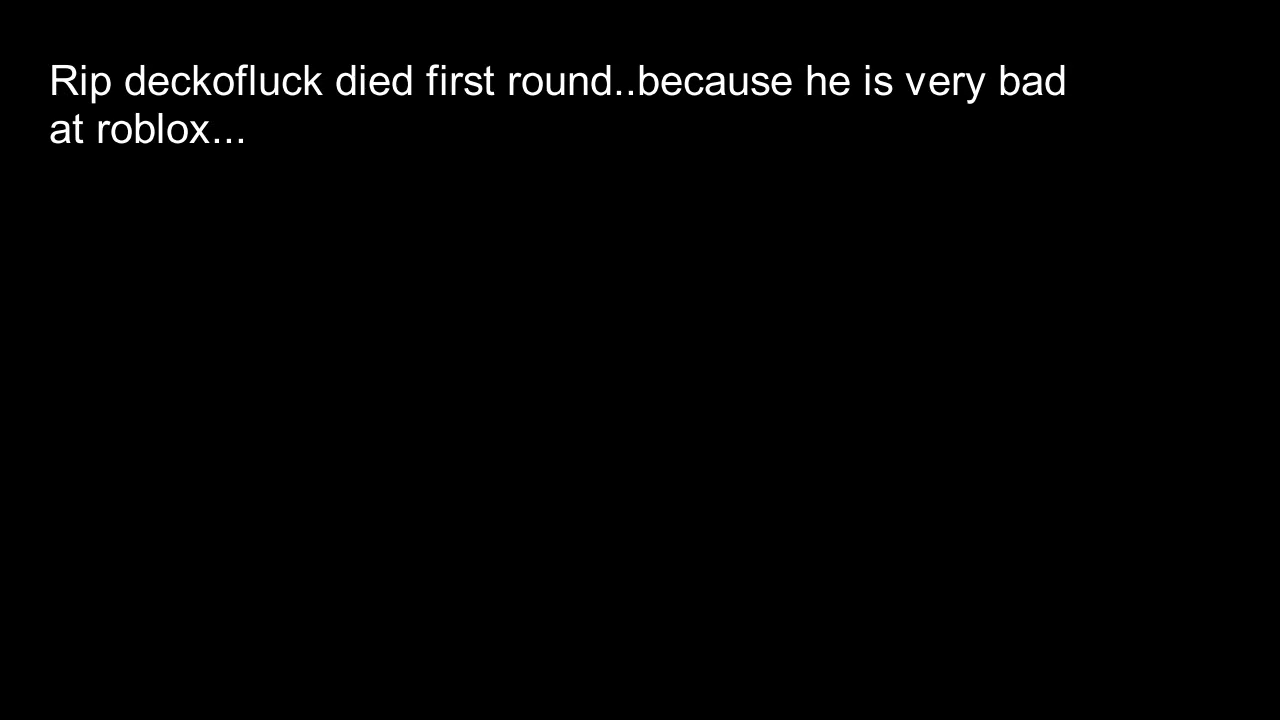 Rip deckofluck died first round..because he is very bad
at roblox...